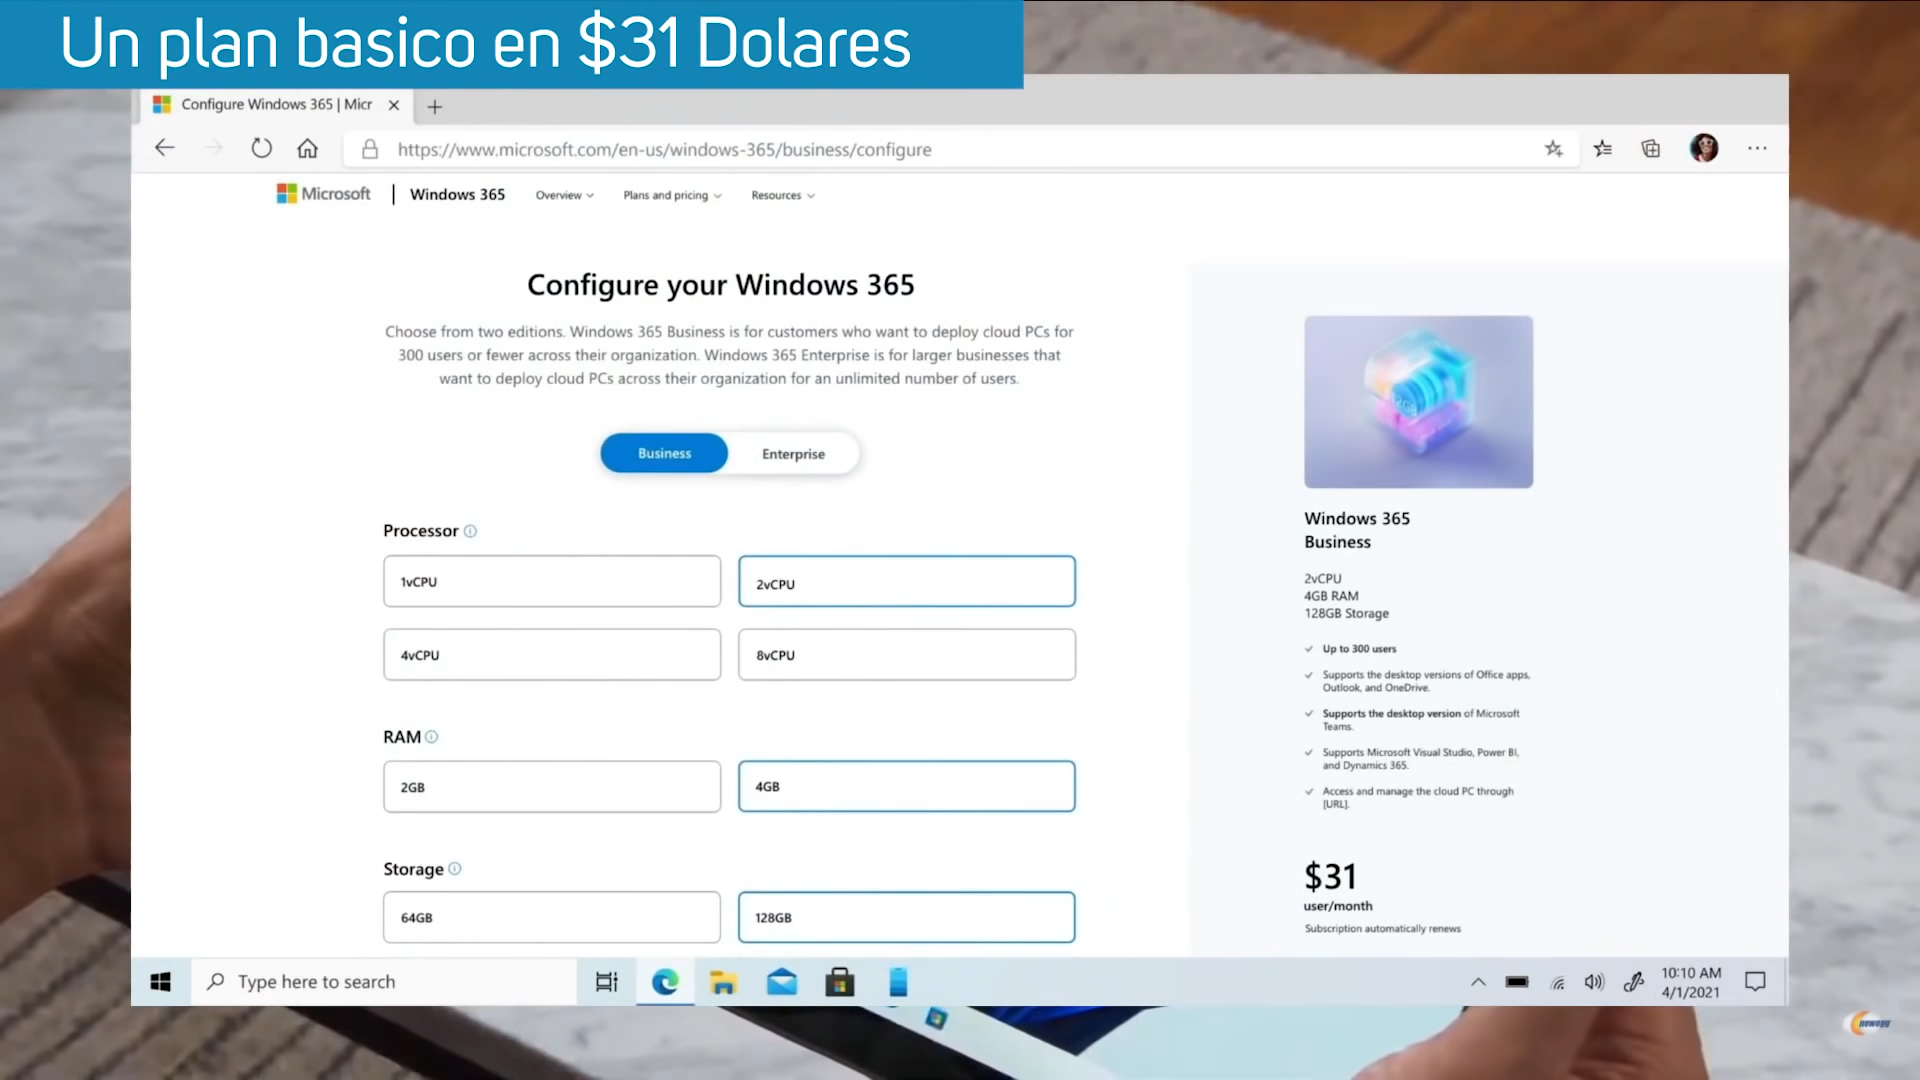 Un plan basico en $31 Dolares
Configure Windows 365 | Micr
https://www.microsoft.com/en-us/windows-365/business/configure
Microsoft | Windows 365 Overview Plans and pricing Resources
Configure your Windows 365
Choose from two editions. Windows 365 Business is for customers who want to deploy cloud PCs for
300 users or fewer across their organization. Windows 365 Enterprise is for larger businesses that
want to deploy cloud PCs across their organization for an unlimited number of users.
Business Enterprise
Processor
1vCPU 2vCPU
4vCPU 8vCPU
RAM
2GB 4GB
Storage
64GB 128GB
Windows 365
Business
2vCPU
4GB RAM
128GB Storage
Up to 300 users
Supports the desktop versions of Office apps,
Outlook, and OneDrive.
Supports the desktop version of Microsoft
Teams.
Supports Microsoft Visual Studio, Power BI,
and Dynamics 365.
Access and manage the cloud PC through
[URL].
$31
user/month
Subscription automatically renews
Type here to search
10:10 AM
4/1/2021
newegg